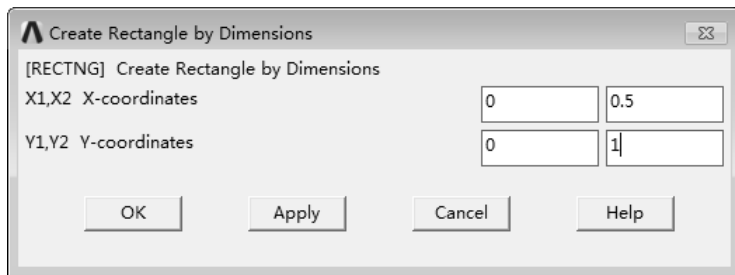 Create Rectangle by Dimensions
[RECTNG] Create Rectangle by Dimensions
X1,X2 X-coordinates 0 0.5
Y1,Y2 Y-coordinates 0 1
OK Apply Cancel Help